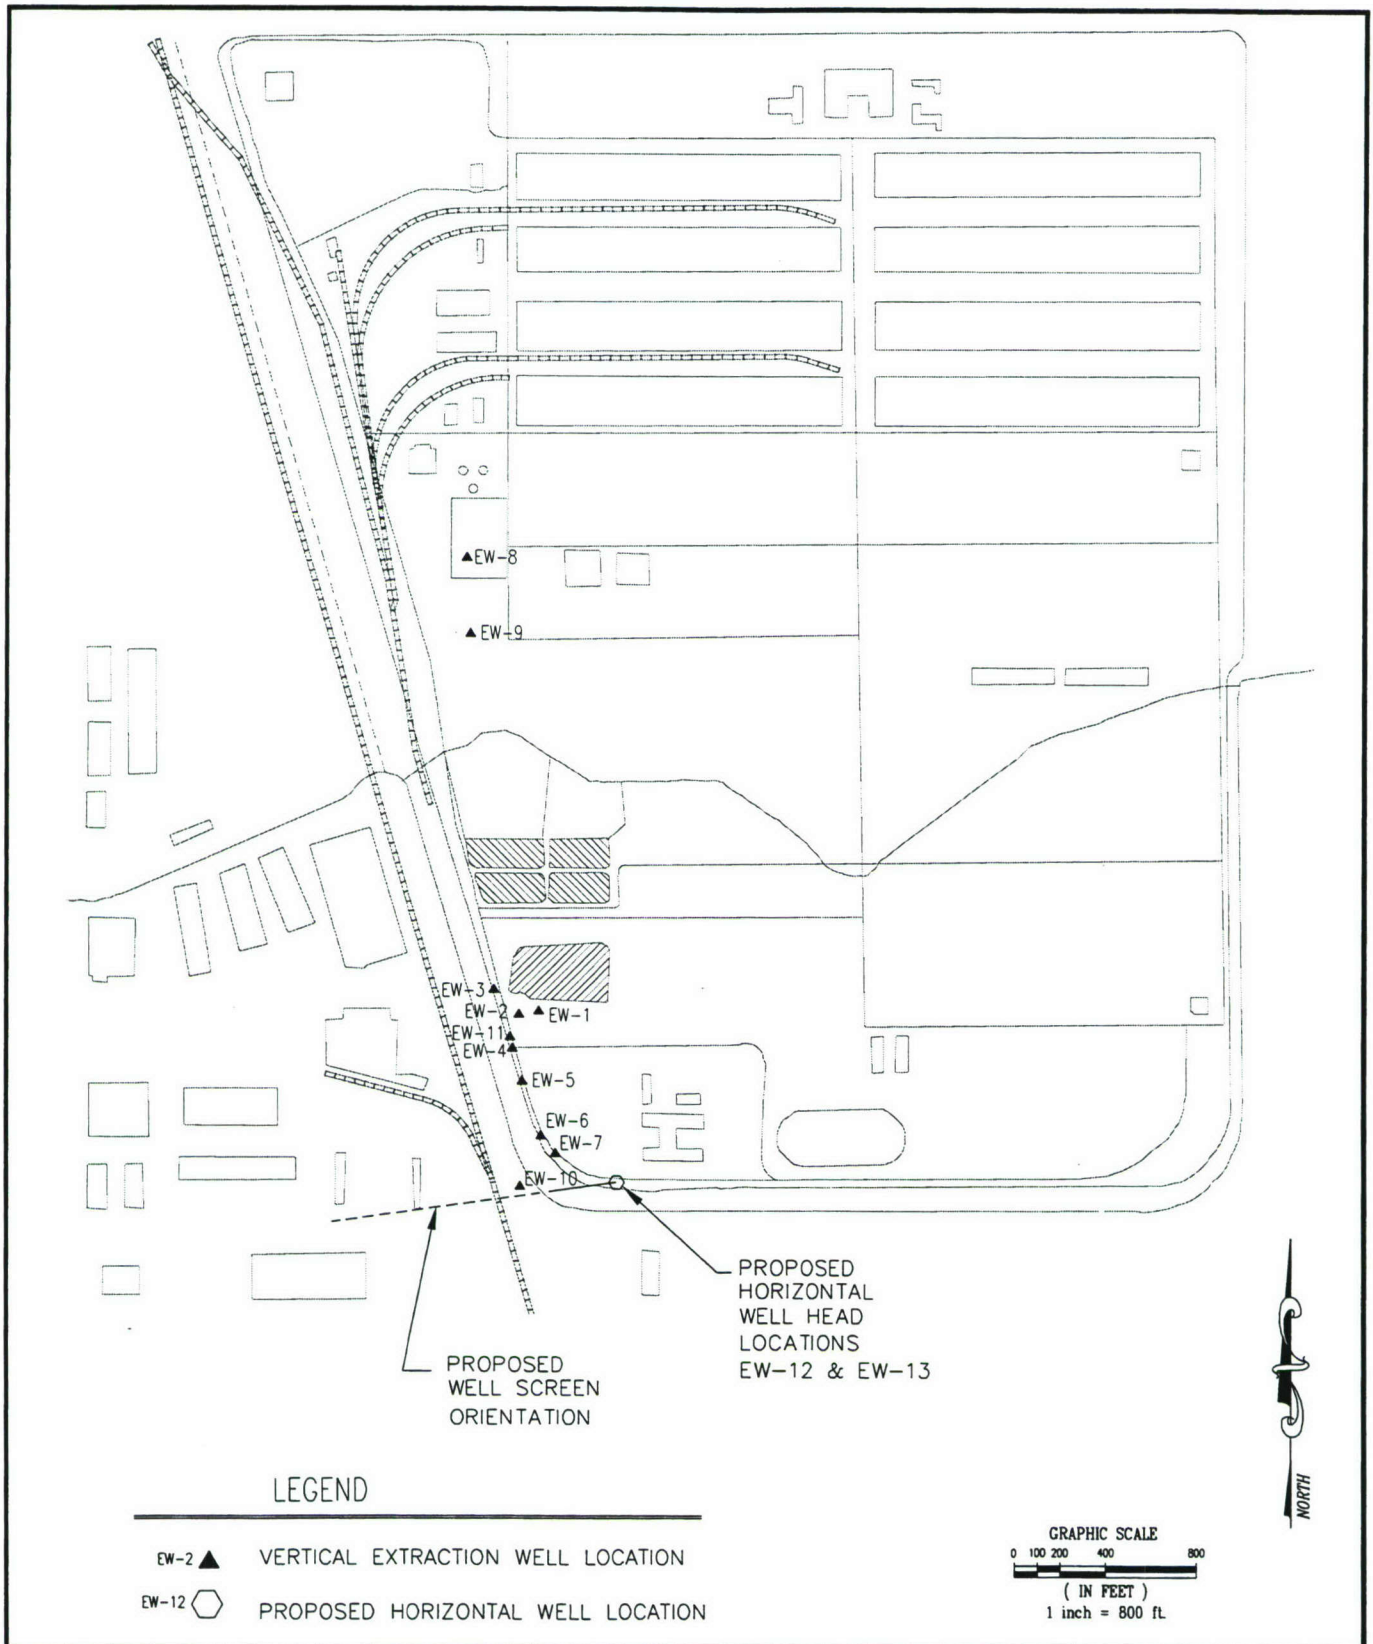 EW-8
EW-9
EW-3
EW-2
EW-1
EW-11
EW-4
EW-5
EW-6
EW-7
EW-10
PROPOSED
HORIZONTAL
WELL HEAD
LOCATIONS
EW-12 & EW-13
PROPOSED
WELL SCREEN
ORIENTATION
NORTH
LEGEND
EW-2 VERTICAL EXTRACTION WELL LOCATION
EW-12 PROPOSED HORIZONTAL WELL LOCATION
GRAPHIC SCALE
0 100 200 400 800
( IN FEET )
1 inch = 800 ft.